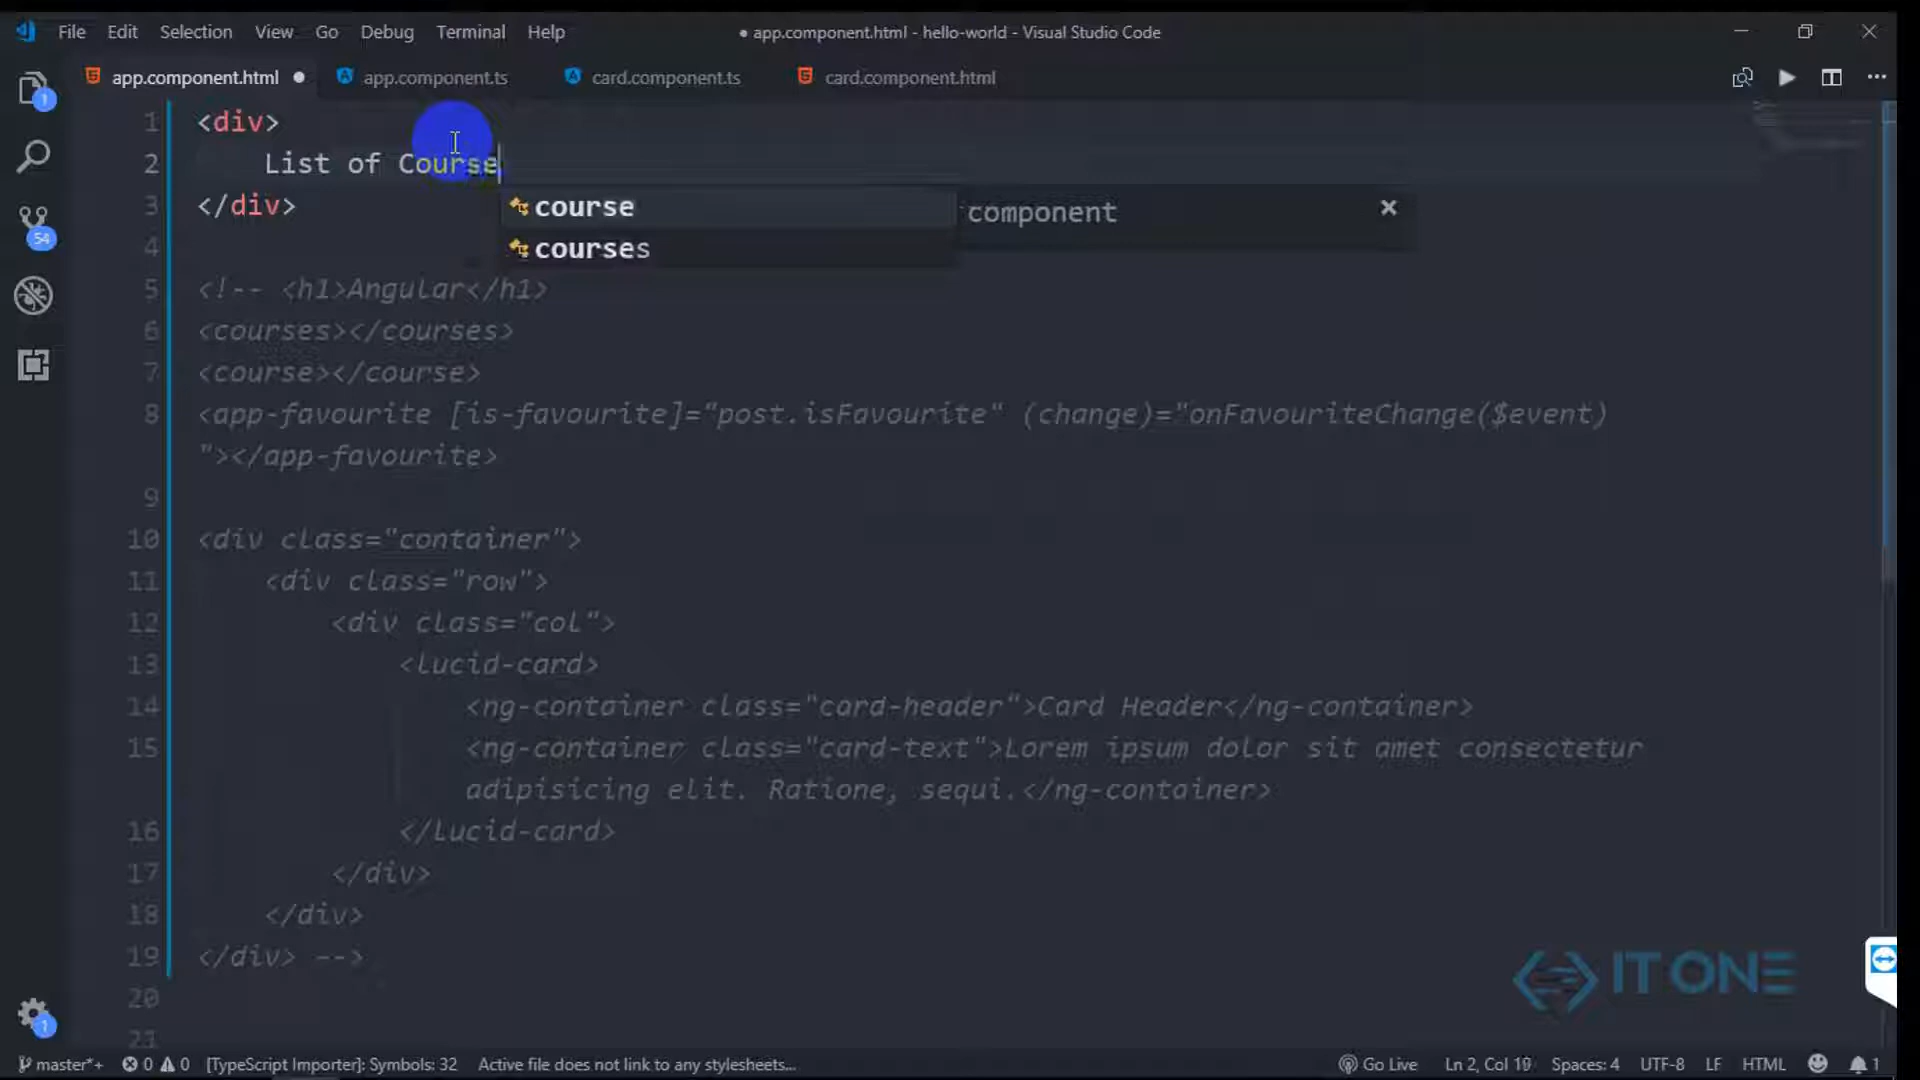 File Edit Selection View Go Debug Terminal Help ● app.component.html - hello-world - Visual Studio Code
app.component.html ● app.component.ts card.component.ts card.component.html
1 <div>
2 List of Course
3 </div>
course component
courses
4
5 <!-- <h1>Angular</h1>
6 <courses></courses>
7 <course></course>
8 <app-favourite [is-favourite]="post.isFavourite" (change)="onFavouriteChange($event)
"></app-favourite>
9
10 <div class="container">
11 <div class="row">
12 <div class="col">
13 <lucid-card>
14 <ng-container class="card-header">Card Header</ng-container>
15 <ng-container class="card-text">Lorem ipsum dolor sit amet consectetur
adipisicing elit. Ratione, sequi.</ng-container>
16 </lucid-card>
17 </div>
18 </div>
19 </div> -->
20
21
1
54
1
IT ONE
master*+ 0 0 [TypeScript Importer]: Symbols: 32 Active file does not link to any stylesheets... Go Live Ln 2, Col 19 Spaces: 4 UTF-8 LF HTML 1